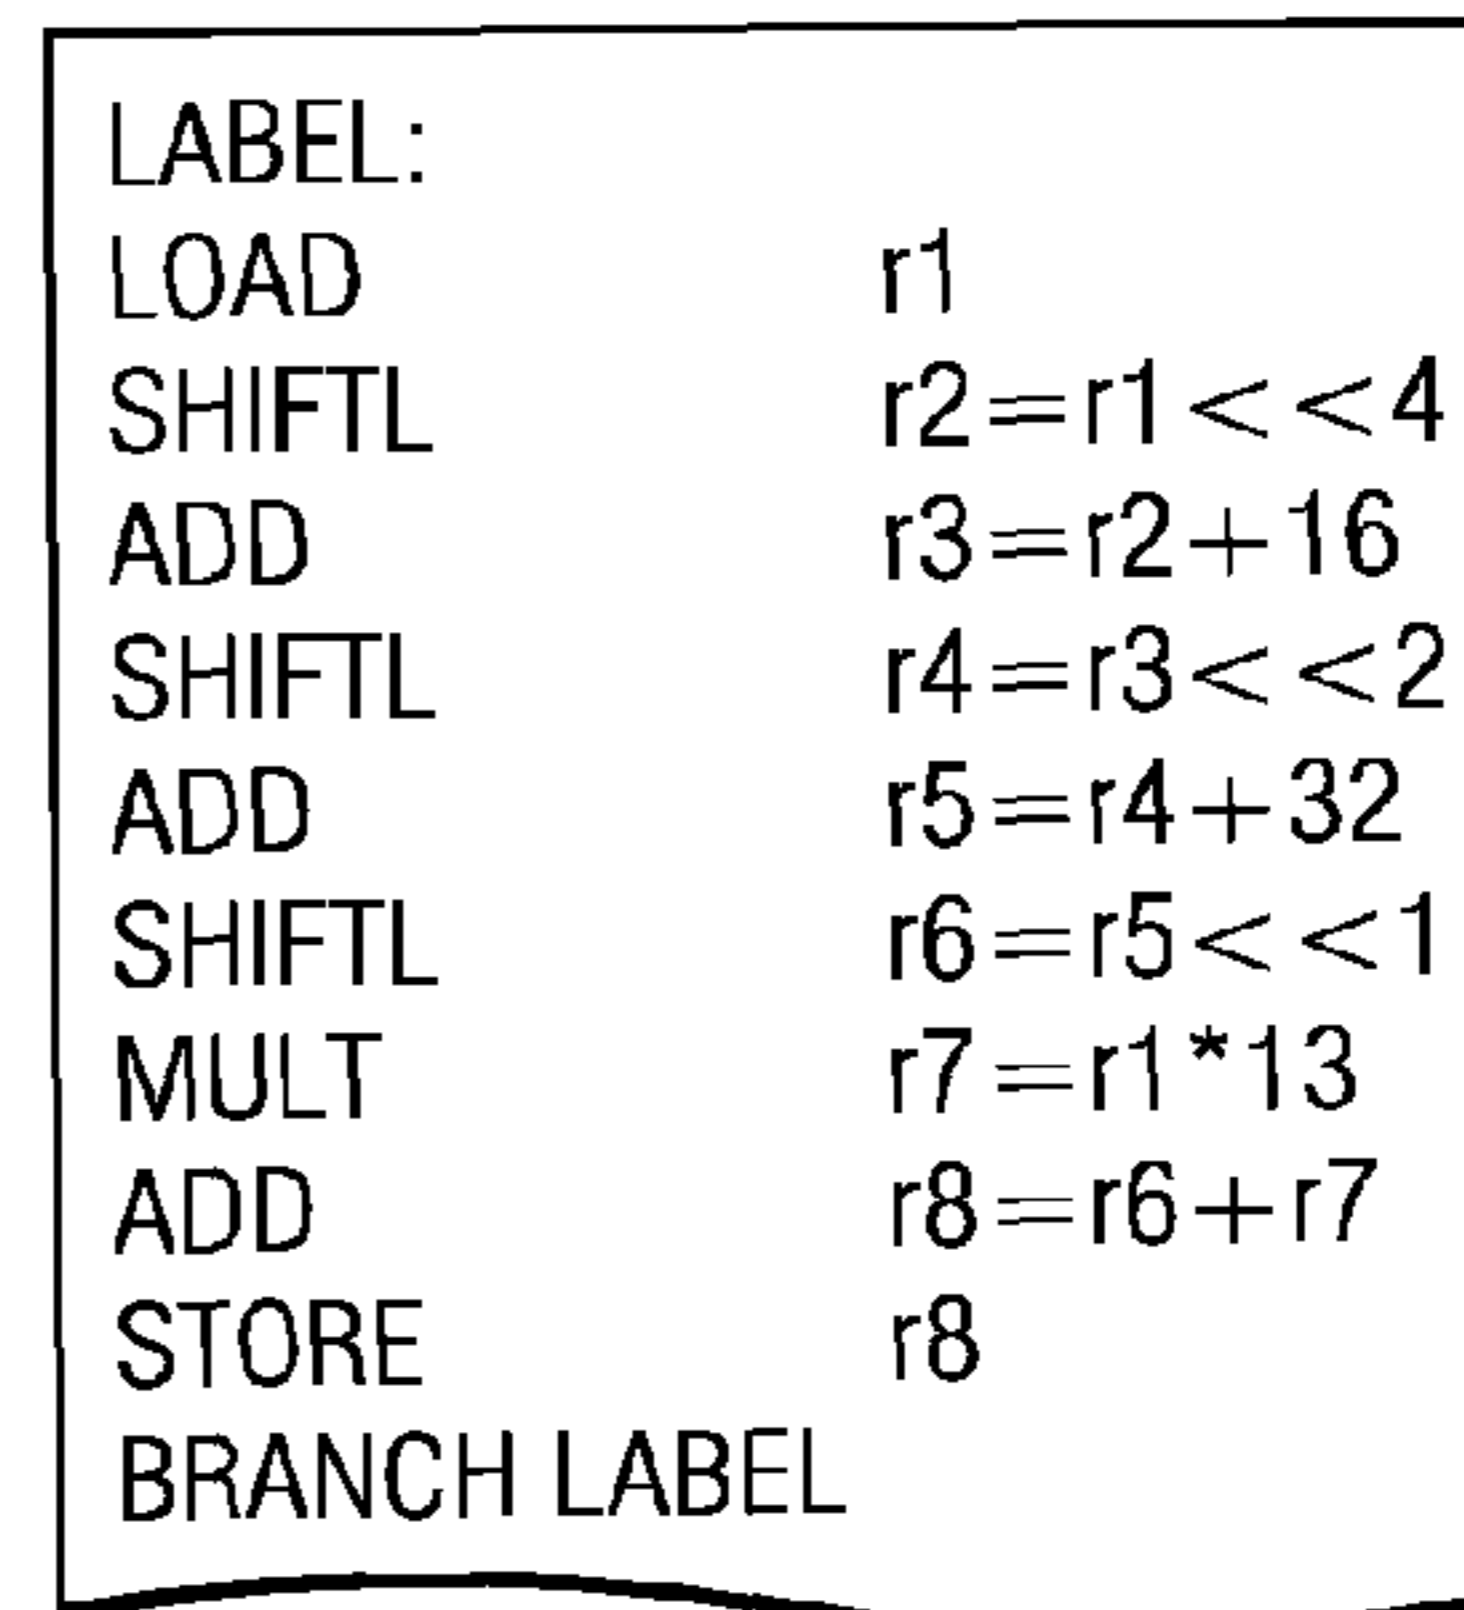 LABEL:
LOAD r1
SHIFTL r2=r1<<4
ADD r3=r2+16
SHIFTL r4=r3<<2
ADD r5=r4+32
SHIFTL r6=r5<<1
MULT r7=r1*13
ADD r8=r6+r7
STORE r8
BRANCH LABEL